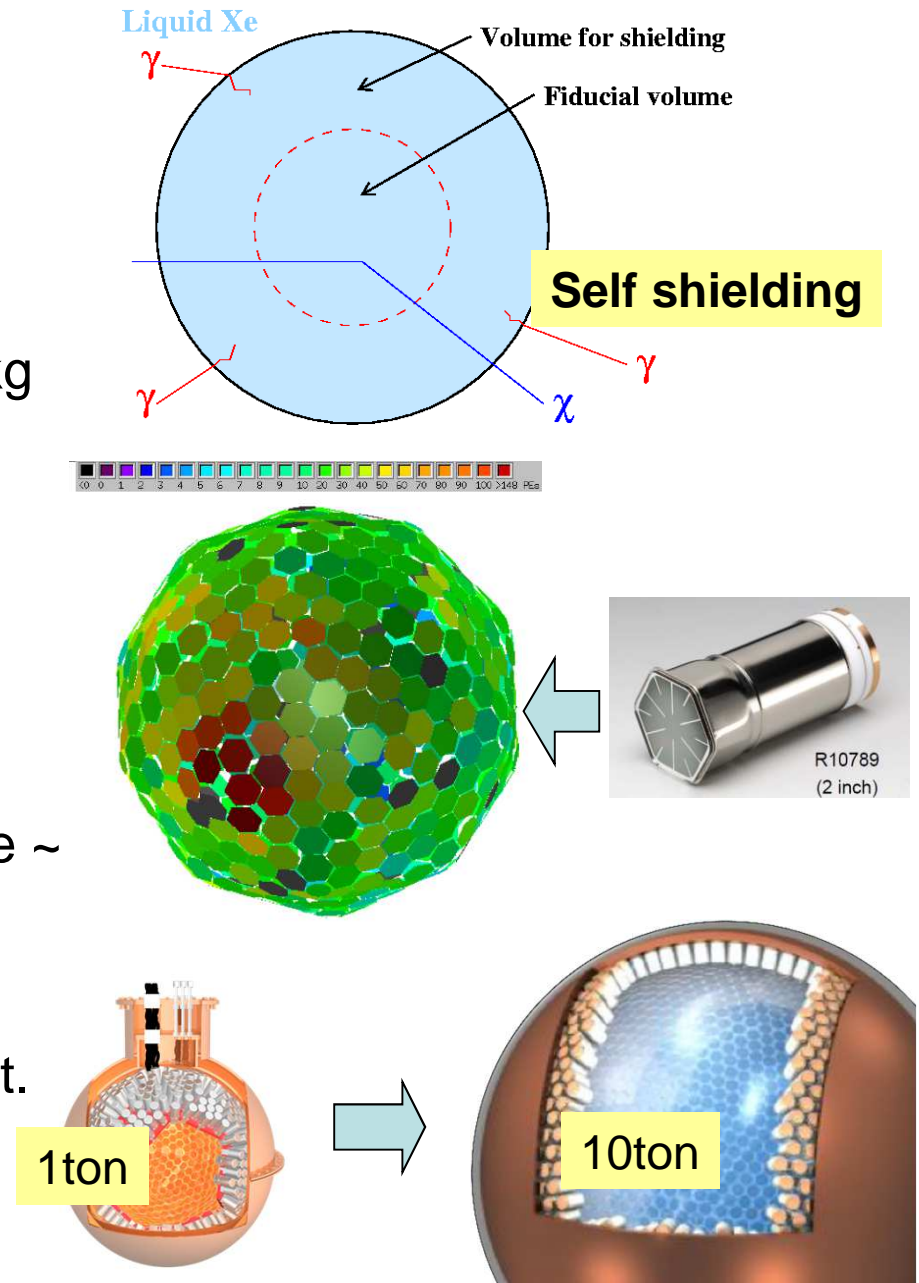 Liquid Xe
Volume for shielding
γ
Fiducial volume
Self shielding
kg
γ
γ
χ
<0 0 1 2 3 4 5 6 7 8 9 10 20 30 40 50 60 70 80 90 100 >148 PEs
R10789
(2 inch)
e ~
t.
1ton
10ton